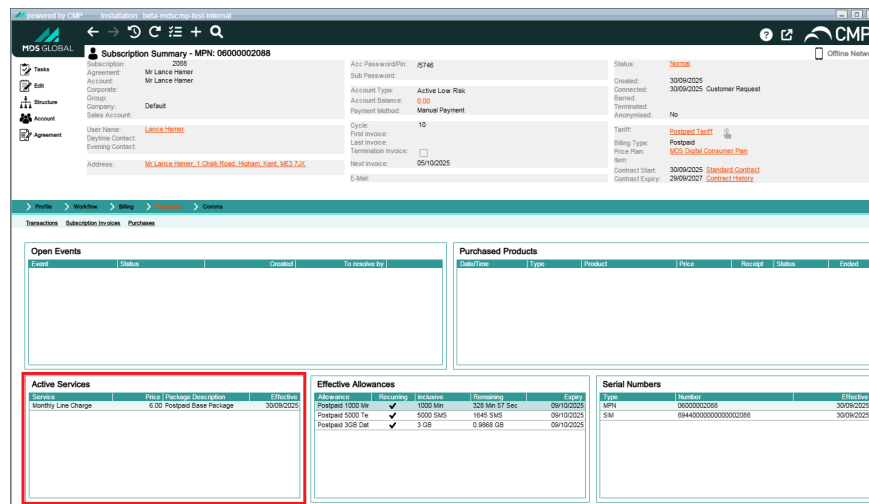 powered by CMP Installation: beta-mdscmp-test-internal
MDS GLOBAL
CMP
Subscription Summary - MPN: 06000002088
Offline Netw
Tasks
Edit
Structure
Account
Agreement
Subscription: 2088
Agreement: Mr Lance Hamer
Account: Mr Lance Hamer
Corporate:
Group:
Company: Default
Sales Account:
User Name: Lance Hamer
Daytime Contact:
Evening Contact:
Address: Mr Lance Hamer, 1 Chalk Road, Higham, Kent, ME3 7JX
Acc Password/Pin: /5746
Sub Password:
Account Type: Active Low Risk
Account Balance: 0.00
Payment Method: Manual Payment
Cycle: 10
First Invoice:
Last Invoice:
Termination Invoice:
Next Invoice: 05/10/2025
E-Mail:
Status: Normal
Created: 30/09/2025
Connected: 30/09/2025 Customer Request
Barred:
Terminated:
Anonymised: No
Tariff: Postpaid Tariff
Billing Type: Postpaid
Price Plan: MDS Digital Consumer Plan
Item:
Contract Start: 30/09/2025 Standard Contract
Contract Expiry: 29/09/2027 Contract History
Profile Workflow Billing Comms
Transactions Subscription Invoices Purchases
Open Events
Event Status Created To resolve by
Purchased Products
Date/Time Type Product Price Receipt Status Ended
Active Services
Service Price Package Description Effective
Monthly Line Charge 6.00 Postpaid Base Package 30/09/2025
Effective Allowances
Allowance Recurring Inclusive Remaining Expiry
Postpaid 1000 Mir 1000 Min 328 Min 57 Sec 09/10/2025
Postpaid 5000 Te 5000 SMS 1645 SMS 09/10/2025
Postpaid 3GB Dat 3 GB 0.9868 GB 09/10/2025
Serial Numbers
Type Number Effective
MPN 06000002088 30/09/2025
SIM 30/09/2025